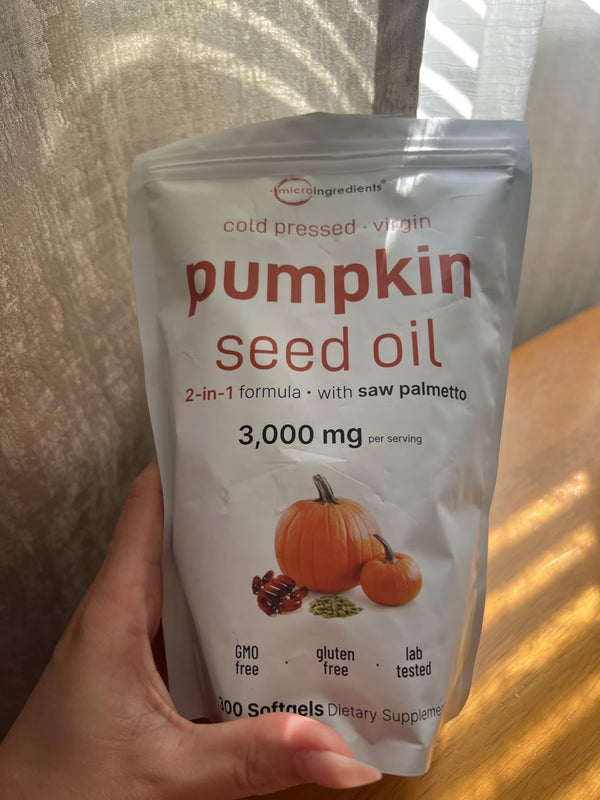 microingredients®
cold pressed · virgin
pumpkin
seed oil
2-in-1 formula · with saw palmetto
3,000 mg per serving
GMO free · gluten free · lab tested
300 Softgels Dietary Supplement